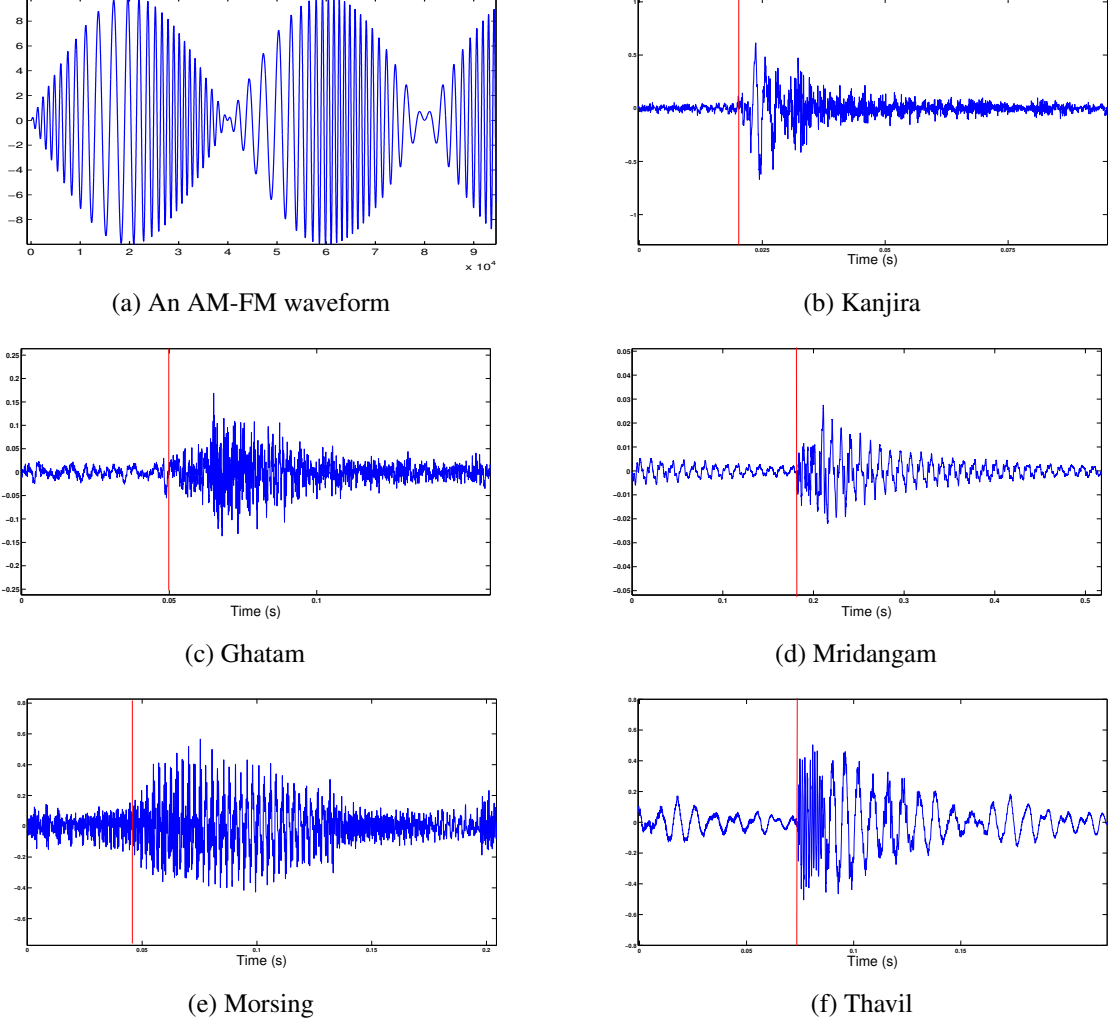 8
6
4
2
0
−2
−4
−6
−8
0 1 2 3 4 5 6 7 8 9
x 10⁴
(a) An AM-FM waveform
1
0.5
0
−0.5
−1
0 0.025 0.05 0.075
Time (s)
(b) Kanjira
0.25
0.2
0.15
0.1
0.05
0
−0.05
−0.1
−0.15
−0.2
−0.25
0 0.05 0.1
Time (s)
(c) Ghatam
0.05
0.04
0.03
0.02
0.01
0
−0.01
−0.02
−0.03
−0.04
−0.05
0 0.1 0.2 0.3 0.4 0.5
Time (s)
(d) Mridangam
0.8
0.6
0.4
0.2
0
−0.2
−0.4
−0.6
0 0.05 0.1 0.15 0.2
Time (s)
(e) Morsing
0.8
0.6
0.4
0.2
0
−0.2
−0.4
−0.6
−0.8
0 0.05 0.1 0.15
Time (s)
(f) Thavil